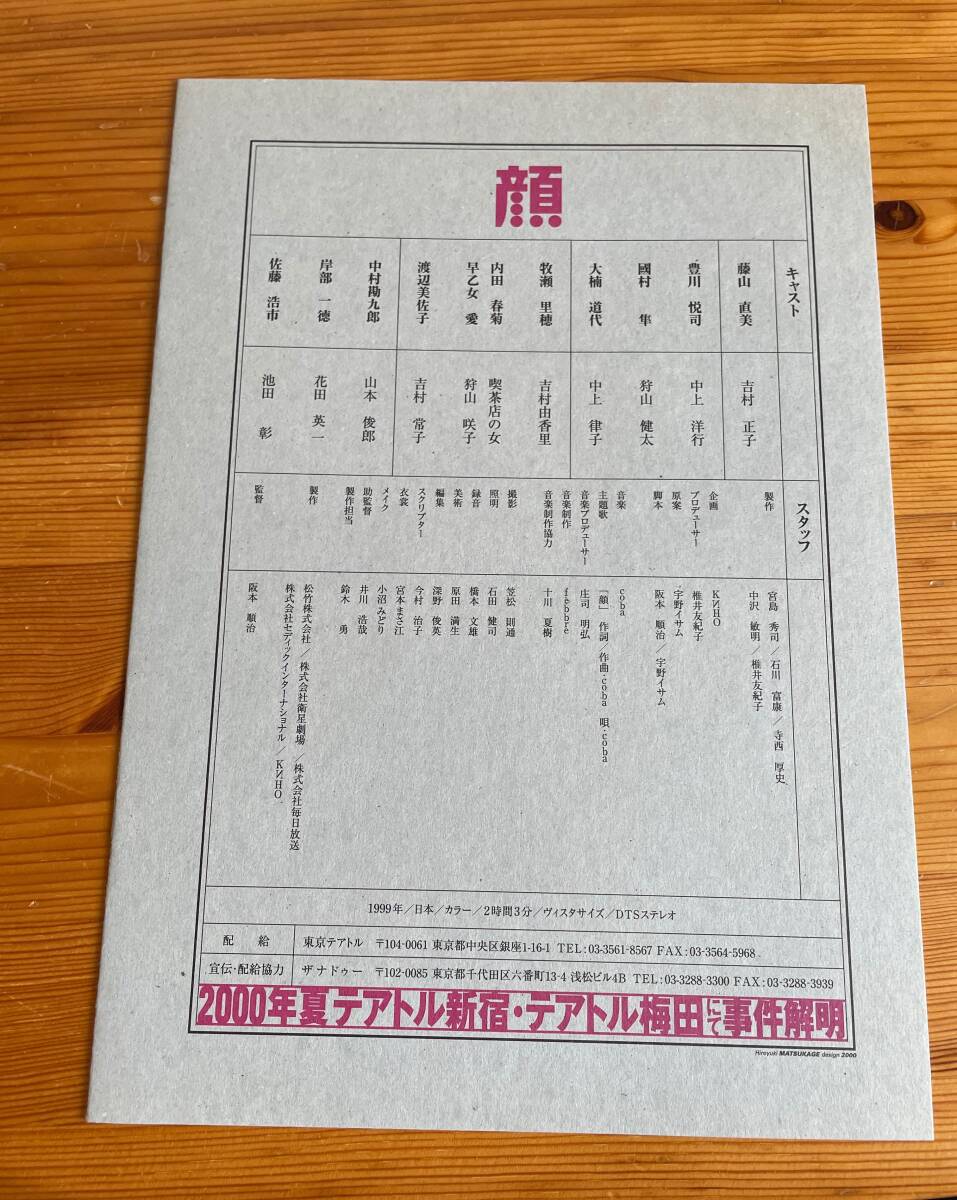 顔
キャスト
藤山 直美 吉村 正子
豊川 悦司 中上 洋行
國村 隼 狩山 健太
大楠 道代 中上 律子
牧瀬 里穂 吉村由香里
内田 春菊 喫茶店の女
早乙女 愛 狩山 咲子
渡辺美佐子 吉村 常子
中村勘九郎 山本 俊郎
岸部 一徳 花田 英一
佐藤 浩市 池田 彰
スタッフ
製作 宮島 秀司/石川 富康/寺西 厚史
中沢 敏明/椎井友紀子
企画 KИHO
プロデューサー 椎井友紀子
原案 宇野イサム
脚本 阪本 順治/宇野イサム
音楽 coba
主題歌 「顔」 作詞/作曲・coba 唄・coba
音楽プロデューサー 庄司 明弘
音楽制作 febbre
音楽制作協力 十川 夏樹
撮影 笠松 則通
照明 石田 健司
録音 橋本 文雄
美術 原田 満生
編集 深野 俊英
スクリプター 今村 治子
衣裳 宮本まさ江
メイク 小沼みどり
助監督 井川 浩哉
製作担当 鈴木 勇
製作 松竹株式会社/株式会社衛星劇場/株式会社毎日放送
株式会社セディックインターナショナル/KИHO
監督 阪本 順治
1999年/日本/カラー/2時間3分/ヴィスタサイズ/DTSステレオ
配 給 東京テアトル 〒104-0061 東京都中央区銀座1-16-1 TEL:03-3561-8567 FAX:03-3564-5968
宣伝・配給協力 ザナドゥー 〒102-0085 東京都千代田区六番町13-4 浅松ビル4B TEL:03-3288-3300 FAX:03-3288-3939
2000年夏テアトル新宿・テアトル梅田にて事件解明
Hiroyuki MATSUKAGE design 2000